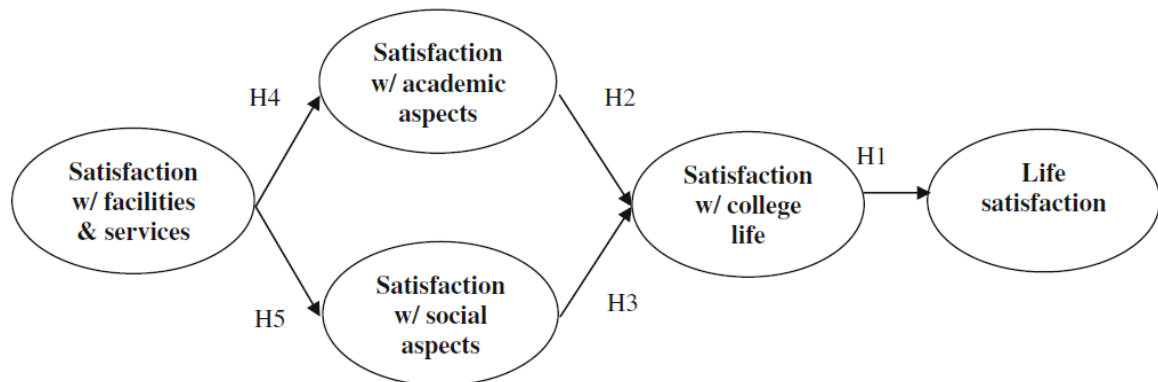 Satisfaction
w/ academic
aspects
H4
H2
Satisfaction
w/ facilities
& services
Satisfaction
w/ college
life
H1
Life
satisfaction
Satisfaction
w/ social
aspects
H5
H3